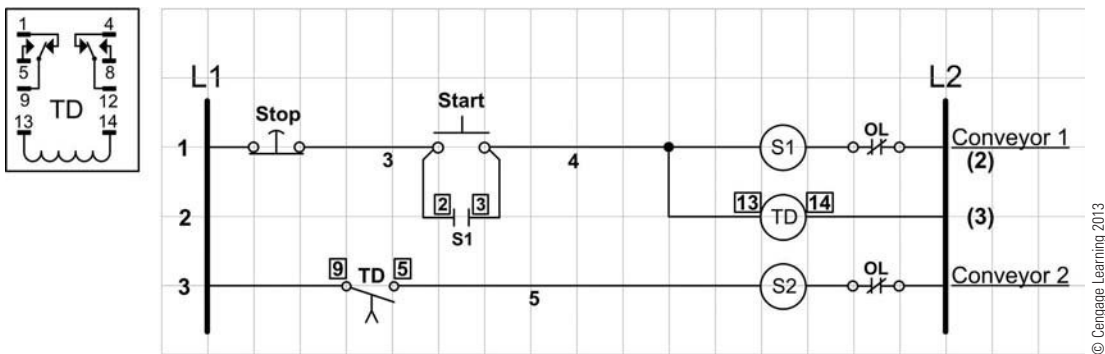 1 4
5 8
9 12
TD
13 14
L1 L2
Stop Start
1 3 4 S1 OL Conveyor 1
(2)
2 2 3 13 TD 14 (3)
S1
3 9 TD 5 5 S2 OL Conveyor 2
© Cengage Learning 2013